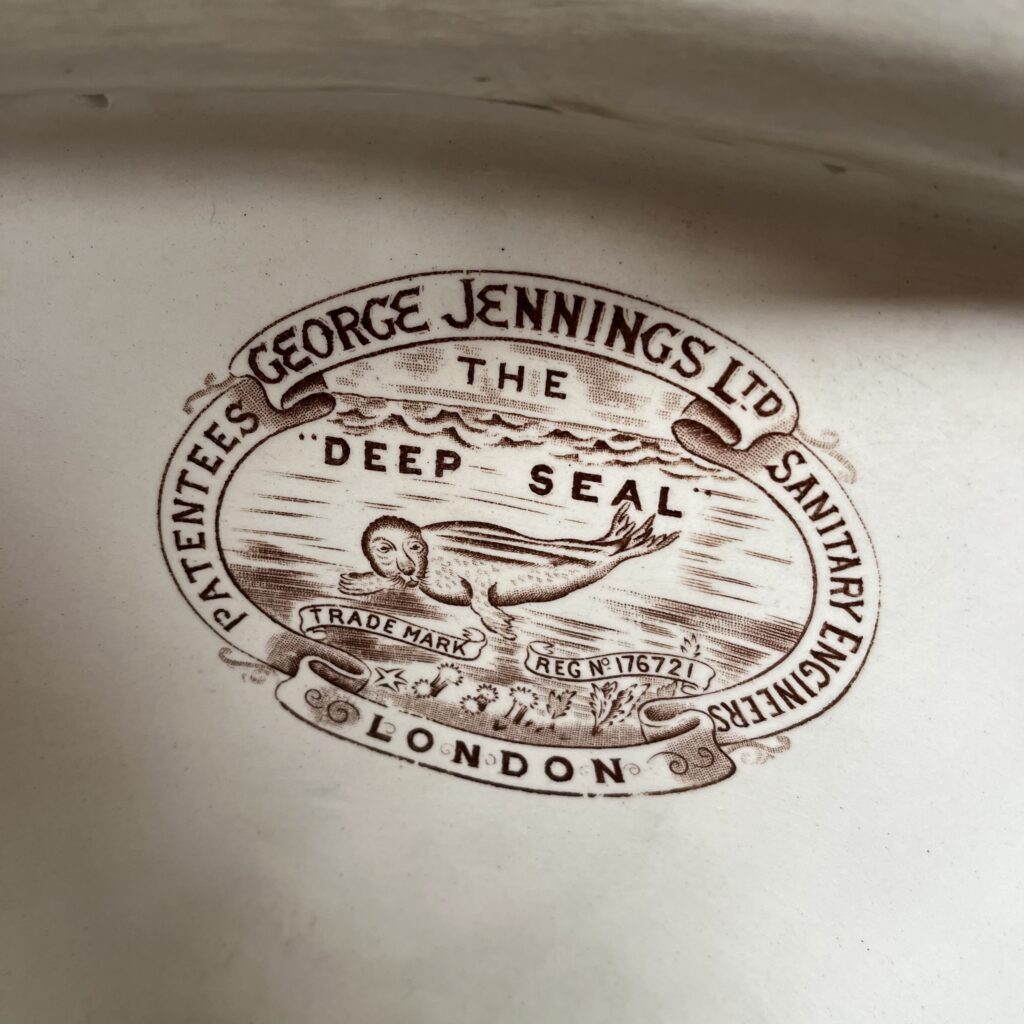 GEORGE JENNINGS LTD
PATENTEES
SANITARY ENGINEERS
THE
"DEEP SEAL"
TRADE MARK
REG Nº 176721
LONDON